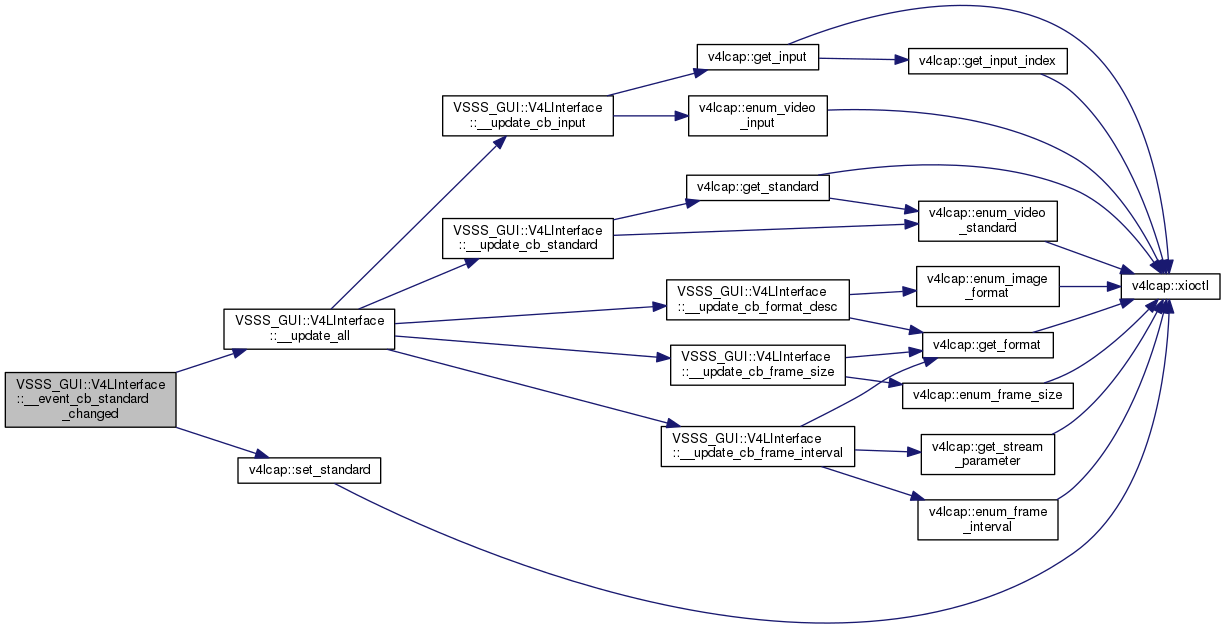 v4lcap::get_input
v4lcap::get_input_index
VSSS_GUI::V4LInterface
::__update_cb_input
v4lcap::enum_video
_input
v4lcap::get_standard
v4lcap::enum_video
_standard
VSSS_GUI::V4LInterface
::__update_cb_standard
v4lcap::enum_image
_format
v4lcap::xioctl
VSSS_GUI::V4LInterface
::__update_cb_format_desc
VSSS_GUI::V4LInterface
::__update_all
v4lcap::get_format
VSSS_GUI::V4LInterface
::__update_cb_frame_size
v4lcap::enum_frame_size
VSSS_GUI::V4LInterface
::__event_cb_standard
_changed
VSSS_GUI::V4LInterface
::__update_cb_frame_interval
v4lcap::get_stream
_parameter
v4lcap::set_standard
v4lcap::enum_frame
_interval